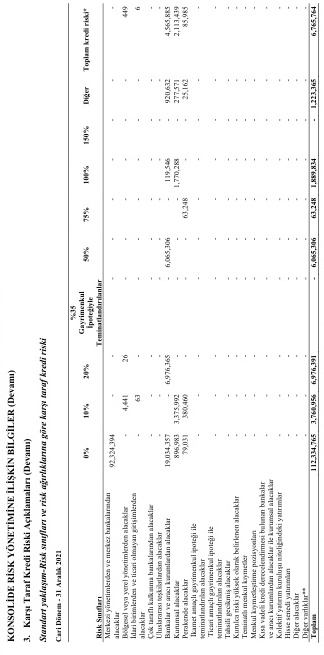 KONSOLİDE RİSK YÖNETİMİNE İLİŞKİN BİLGİLER (Devamı)
3. Karşı Taraf Kredi Riski Açıklamaları (Devamı)
Standart yaklaşım-Risk sınıfları ve risk ağırlıklarına göre karşı taraf kredi riski
Cari Dönem - 31 Aralık 2021
%35
Gayrimenkul
İpoteğiyle
Risk Sınıfları 0% 10% 20% Teminatlandırılanlar 50% 75% 100% 150% Diğer Toplam kredi riski*
Merkezi yönetimlerden ve merkez bankalarından
alacaklar 92,324,394 - - - - - - - - -
Bölgesel veya yerel yönetimlerden alacaklar - 4,441 26 - - - - - - 449
İdari birimlerden ve ticari olmayan girişimlerden
alacaklar - 63 - - - - - - - 6
Çok taraflı kalkınma bankalarından alacaklar - - - - - - - - - -
Uluslararası teşkilatlardan alacaklar - - - - - - - - - -
Bankalar ve aracı kurumlardan alacaklar 19,034,357 - 6,976,365 - 6,065,306 - 119,546 - 920,632 4,565,885
Kurumsal alacaklar 896,983 3,375,992 - - - - 1,770,288 - 277,571 2,113,439
Perakende alacaklar 79,031 380,460 - - - 63,248 - - 25,162 85,985
İkamet amaçlı gayrimenkul ipoteği ile
teminatlandırılan alacaklar - - - - - - - - - -
Ticari amaçlı gayrimenkul ipoteği ile
teminatlandırılan alacaklar - - - - - - - - - -
Tahsili gecikmiş alacaklar - - - - - - - - - -
Kurulca riski yüksek olarak belirlenen alacaklar - - - - - - - - - -
Teminatlı menkul kıymetler - - - - - - - - - -
Menkul kıymetleştirme pozisyonları - - - - - - - - - -
Kısa vadeli kredi derecelendirmesi bulunan bankalar
ve aracı kurumlardan alacaklar ile kurumsal alacaklar - - - - - - - - - -
Kolektif yatırım kuruluşu niteliğindeki yatırımlar - - - - - - - - - -
Hisse senedi yatırımları - - - - - - - - - -
Diğer alacaklar - - - - - - - - - -
Diğer varlıklar** - - - - - - - - - -
Toplam 112,334,765 3,760,956 6,976,391 - 6,065,306 63,248 1,889,834 - 1,223,365 6,765,764